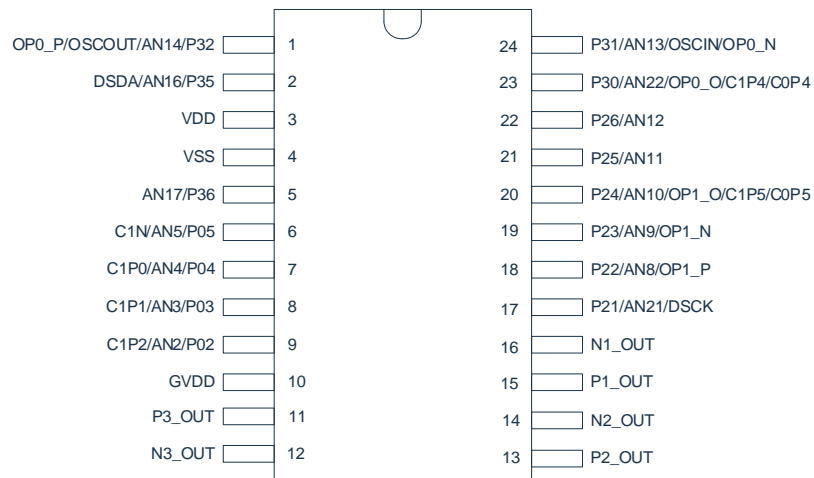 OP0_P/OSCOUT/AN14/P32 1 24 P31/AN13/OSCIN/OP0_N
DSDA/AN16/P35 2 23 P30/AN22/OP0_O/C1P4/C0P4
VDD 3 22 P26/AN12
VSS 4 21 P25/AN11
AN17/P36 5 20 P24/AN10/OP1_O/C1P5/C0P5
C1N/AN5/P05 6 19 P23/AN9/OP1_N
C1P0/AN4/P04 7 18 P22/AN8/OP1_P
C1P1/AN3/P03 8 17 P21/AN21/DSCK
C1P2/AN2/P02 9 16 N1_OUT
GVDD 10 15 P1_OUT
P3_OUT 11 14 N2_OUT
N3_OUT 12 13 P2_OUT